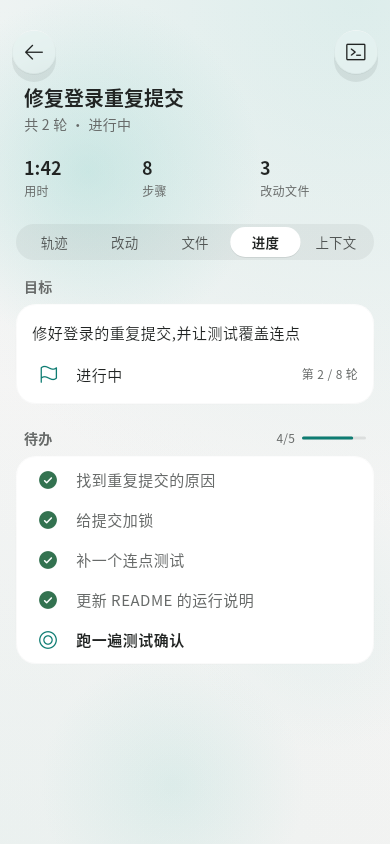 修复登录重复提交
共 2 轮 · 进行中
1:42 8 3
用时 步骤 改动文件
轨迹 改动 文件 进度 上下文
目标
修好登录的重复提交,并让测试覆盖连点
进行中 第 2 / 8 轮
待办 4/5
找到重复提交的原因
给提交加锁
补一个连点测试
更新 README 的运行说明
跑一遍测试确认